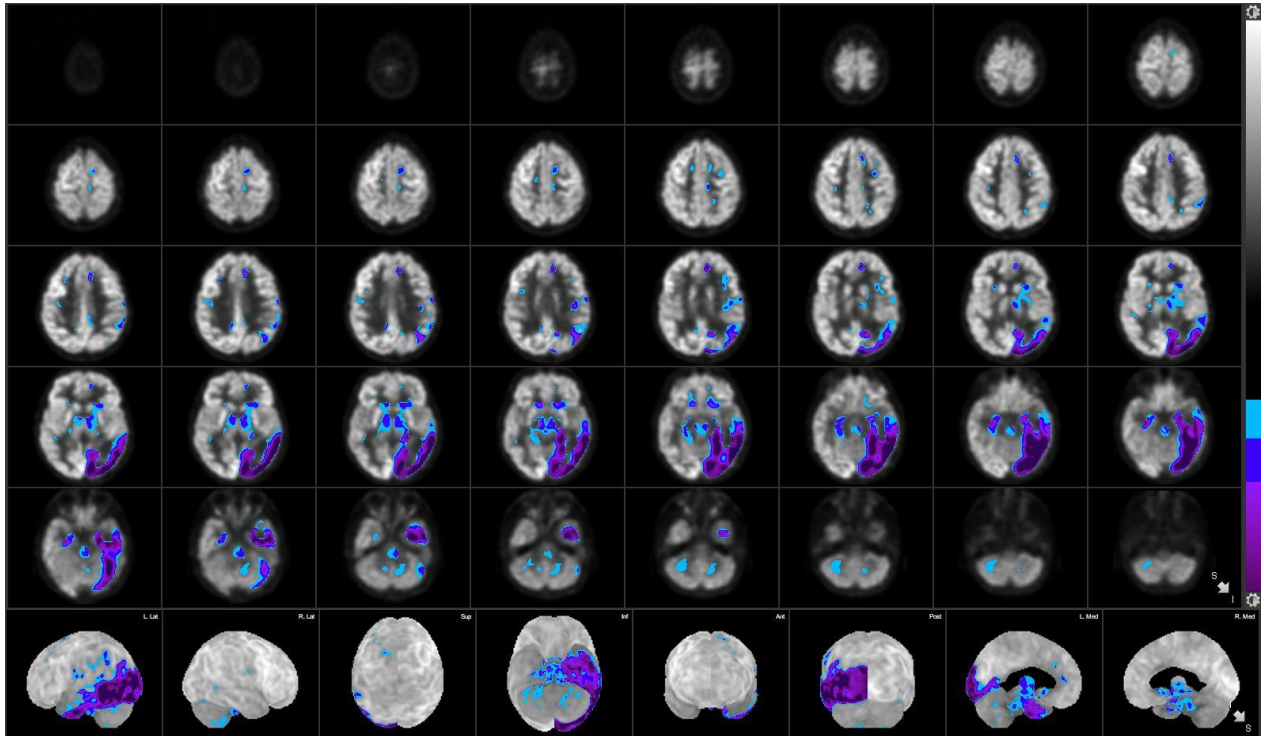 S
I
L. Lat
R. Lat
Sup
Inf
Ant
Post
L. Med
R. Med
S